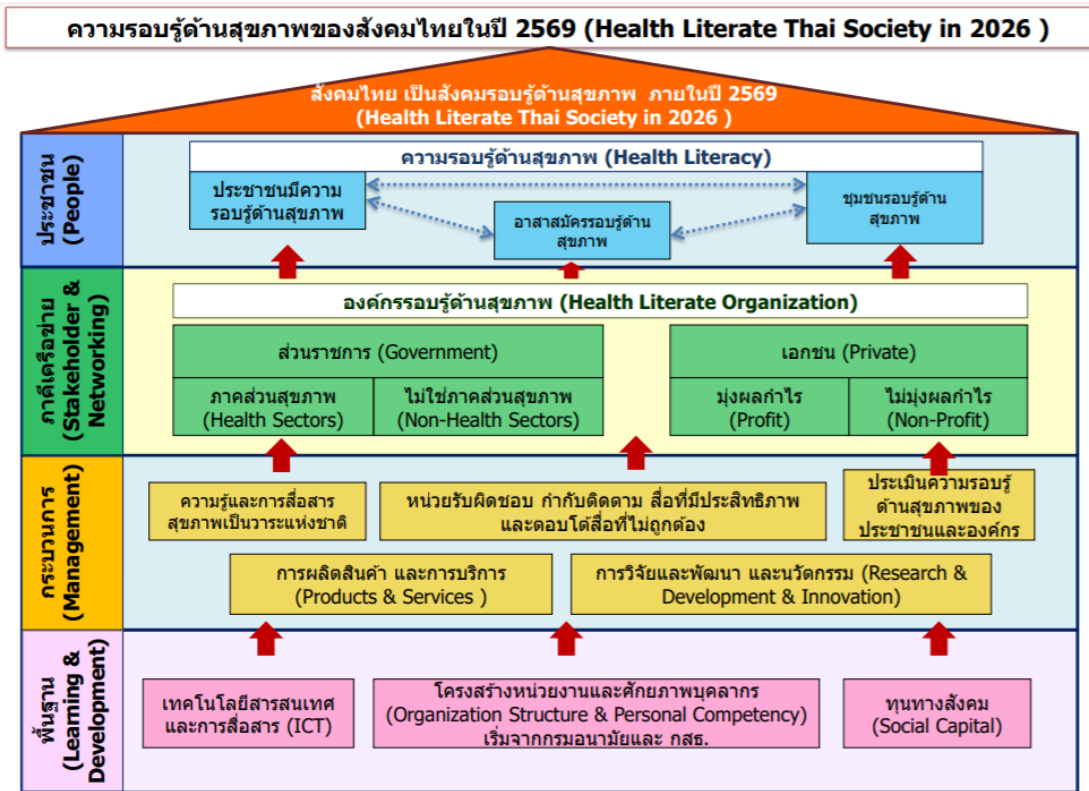 ความรอบรู้ด้านสุขภาพของสังคมไทยในปี 2569 (Health Literate Thai Society in 2026 )
สังคมไทย เป็นสังคมรอบรู้ด้านสุขภาพ ภายในปี 2569
(Health Literate Thai Society in 2026 )
ประชาชน
(People)
ความรอบรู้ด้านสุขภาพ (Health Literacy)
ประชาชนมีความ
รอบรู้ด้านสุขภาพ
อาสาสมัครรอบรู้ด้าน
สุขภาพ
ชุมชนรอบรู้ด้าน
สุขภาพ
ภาคีเครือข่าย
(Stakeholder &
Networking)
องค์กรรอบรู้ด้านสุขภาพ (Health Literate Organization)
ส่วนราชการ (Government)
ภาคส่วนสุขภาพ
(Health Sectors)
ไม่ใช่ภาคส่วนสุขภาพ
(Non-Health Sectors)
เอกชน (Private)
มุ่งผลกำไร
(Profit)
ไม่มุ่งผลกำไร
(Non-Profit)
กระบวนการ
(Management)
ความรู้และการสื่อสาร
สุขภาพเป็นวาระแห่งชาติ
หน่วยรับผิดชอบ กำกับติดตาม สื่อที่มีประสิทธิภาพ
และตอบโต้สื่อที่ไม่ถูกต้อง
ประเมินความรอบรู้
ด้านสุขภาพของ
ประชาชนและองค์กร
การผลิตสินค้า และการบริการ
(Products & Services )
การวิจัยและพัฒนา และนวัตกรรม (Research &
Development & Innovation)
พื้นฐาน
(Learning &
Development)
เทคโนโลยีสารสนเทศ
และการสื่อสาร (ICT)
โครงสร้างหน่วยงานและศักยภาพบุคลากร
(Organization Structure & Personal Competency)
เริ่มจากกรมอนามัยและ กสธ.
ทุนทางสังคม
(Social Capital)